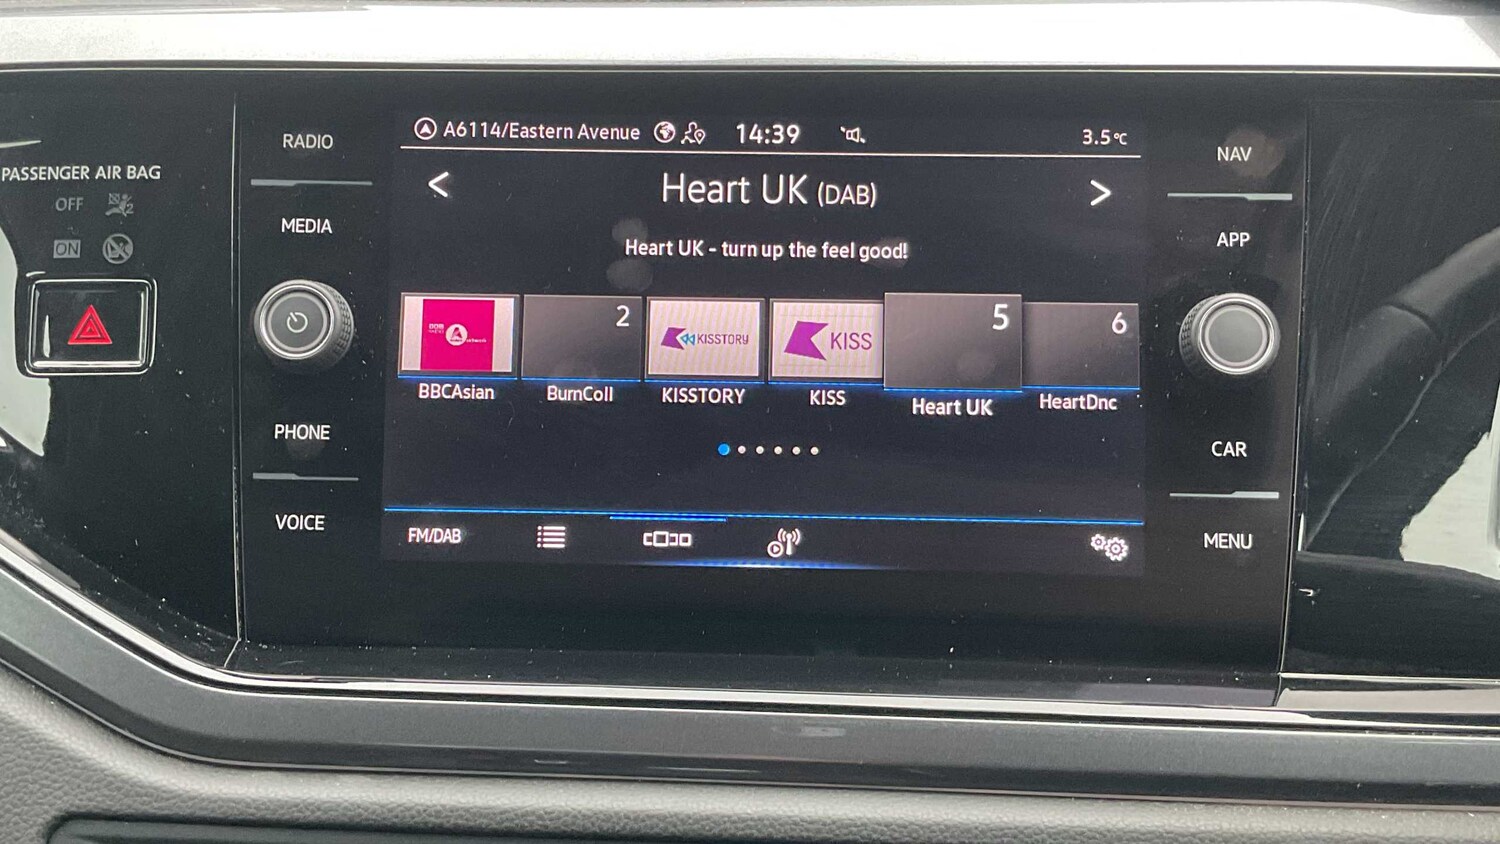 A6114/Eastern Avenue 14:39 3.5°C
RADIO
NAV
PASSENGER AIR BAG
OFF
ON
MEDIA
APP
< Heart UK (DAB) >
Heart UK - turn up the feel good!
2
5
6
KISSTORY
KISS
BBCAsian BurnColl KISSTORY KISS Heart UK HeartDnc
PHONE
CAR
VOICE
MENU
FM/DAB